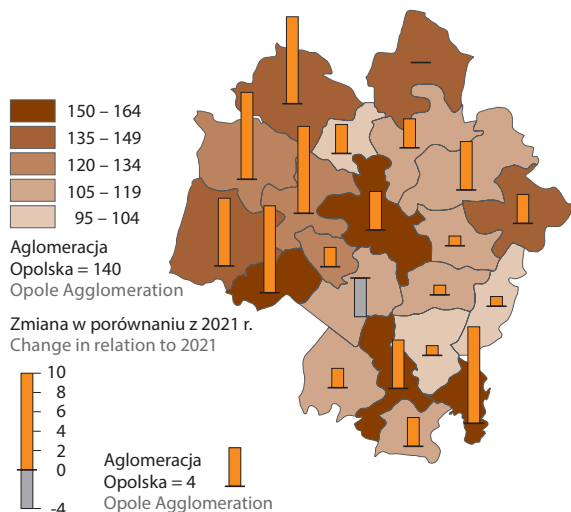 150 – 164
135 – 149
120 – 134
105 – 119
95 – 104
Aglomeracja
Opolska = 140
Opole Agglomeration
Zmiana w porównaniu z 2021 r.
Change in relation to 2021
10
8
6
4
2
0
-4
Aglomeracja
Opolska = 4
Opole Agglomeration